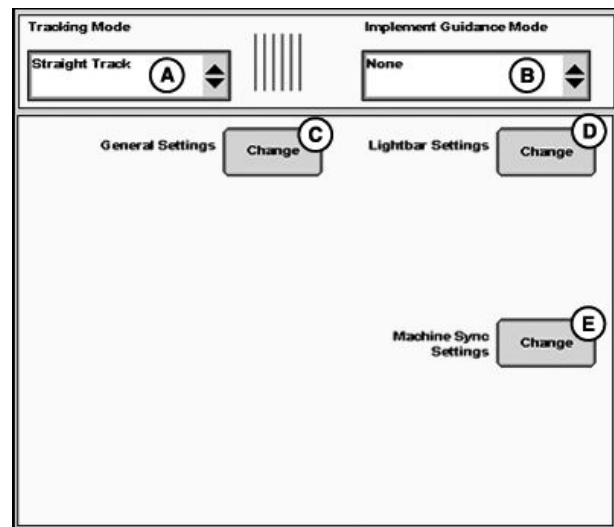 Tracking Mode
Implement Guidance Mode
Straight Track
A
None
B
General Settings
Change
C
Lightbar Settings
Change
D
Machine Sync
Settings
Change
E